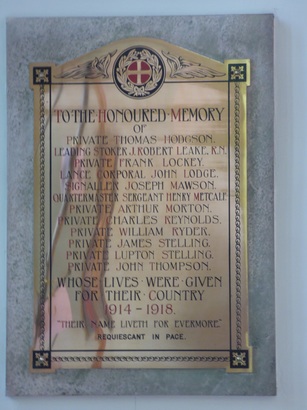 TO THE HONOURED MEMORY
OF
PRIVATE THOMAS HODGSON.
LEADING STOKER J. ROBERT LEAKE, R.N.
PRIVATE FRANK LOCKEY.
LANCE CORPORAL JOHN LODGE.
SIGNALLER JOSEPH MAWSON.
QUARTERMASTER SERGEANT HENRY METCALF.
PRIVATE ARTHUR MORTON.
PRIVATE CHARLES REYNOLDS.
PRIVATE WILLIAM RYDER.
PRIVATE JAMES STELLING.
PRIVATE LUPTON STELLING.
PRIVATE JOHN THOMPSON.
WHOSE LIVES WERE GIVEN
FOR THEIR COUNTRY
1914 - 1918.
"THEIR NAME LIVETH FOR EVERMORE"
REQUIESCANT IN PACE.